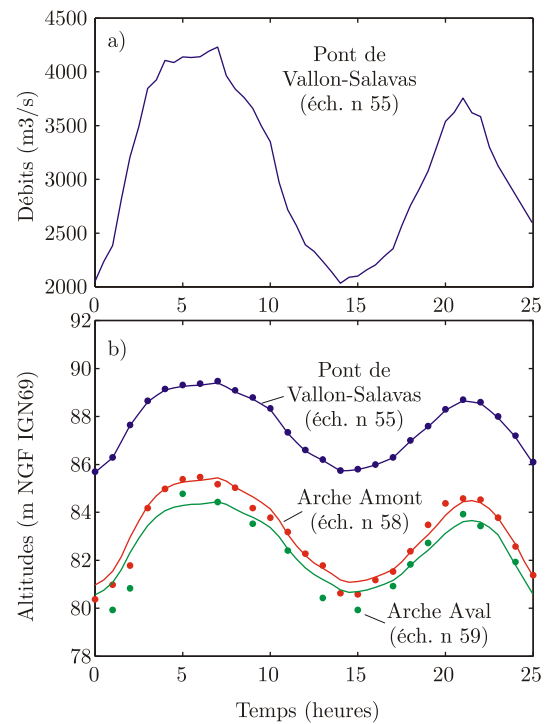 4500
a)
Pont de
Vallon-Salavas
(éch. n 55)
4000
3500
3000
2500
2000
Débits (m3/s)
0 5 10 15 20 25
92
b)
90
88
86
84
82
80
78
Pont de
Vallon-Salavas
(éch. n 55)
Arche Amont
(éch. n 58)
Arche Aval
(éch. n 59)
Altitudes (m NGF IGN69)
0 5 10 15 20 25
Temps (heures)